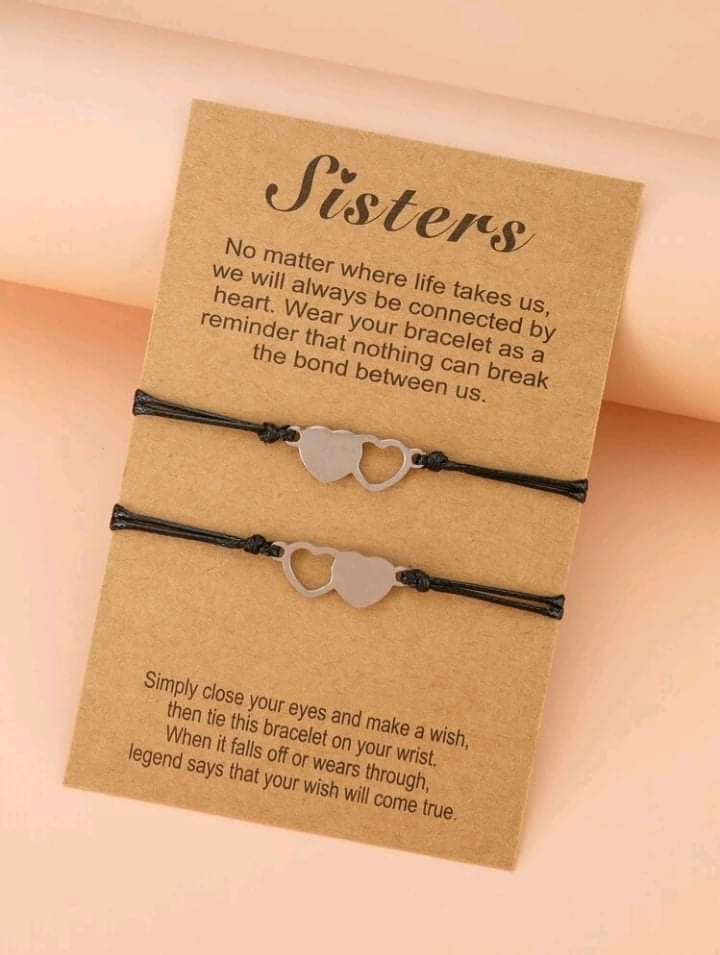 Sisters
No matter where life takes us,
we will always be connected by
heart. Wear your bracelet as a
reminder that nothing can break
the bond between us.
Simply close your eyes and make a wish,
then tie this bracelet on your wrist.
When it falls off or wears through,
legend says that your wish will come true.